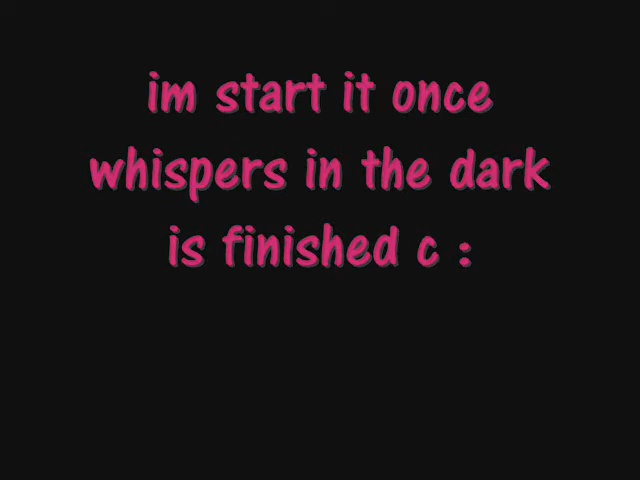 im start it once
whispers in the dark
is finished c :